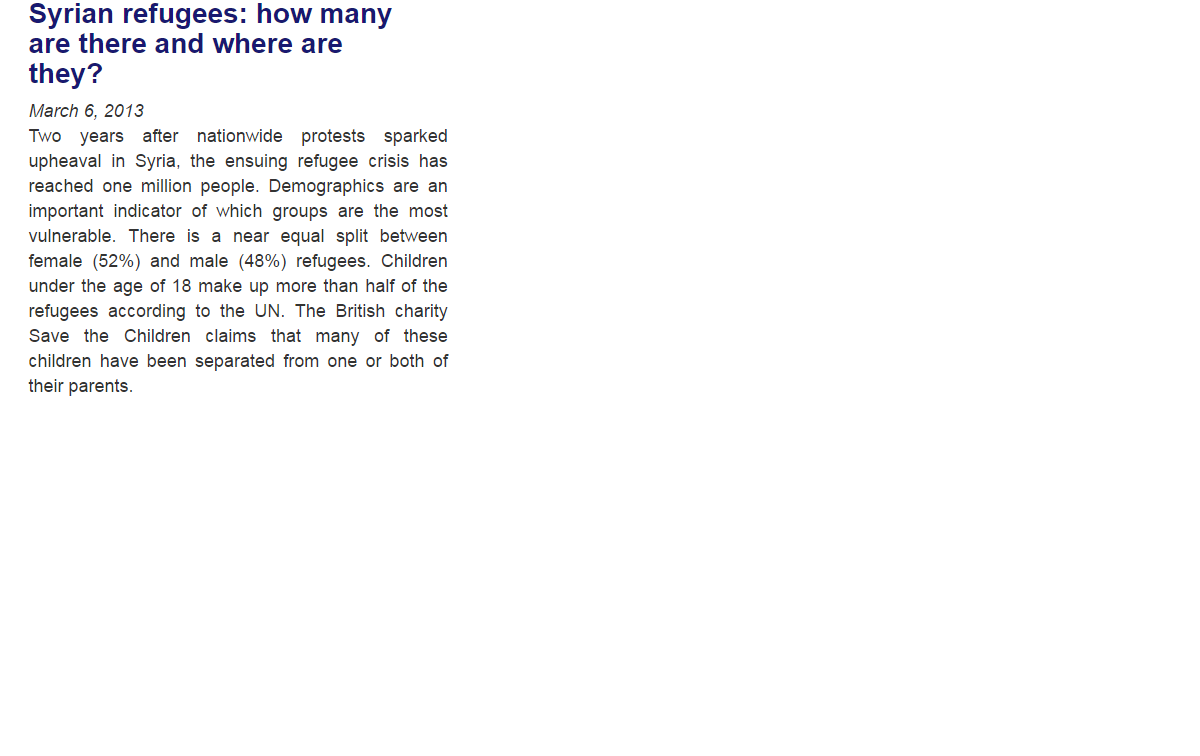 Syrian refugees: how many
are there and where are
they?
March 6, 2013
Two years after nationwide protests sparked
upheaval in Syria, the ensuing refugee crisis has
reached one million people. Demographics are an
important indicator of which groups are the most
vulnerable. There is a near equal split between
female (52%) and male (48%) refugees. Children
under the age of 18 make up more than half of the
refugees according to the UN. The British charity
Save the Children claims that many of these
children have been separated from one or both of
their parents.